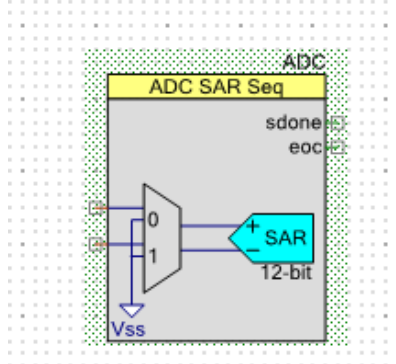 ADC
ADC SAR Seq
sdone
eoc
0
+
SAR
-
1
12-bit
Vss